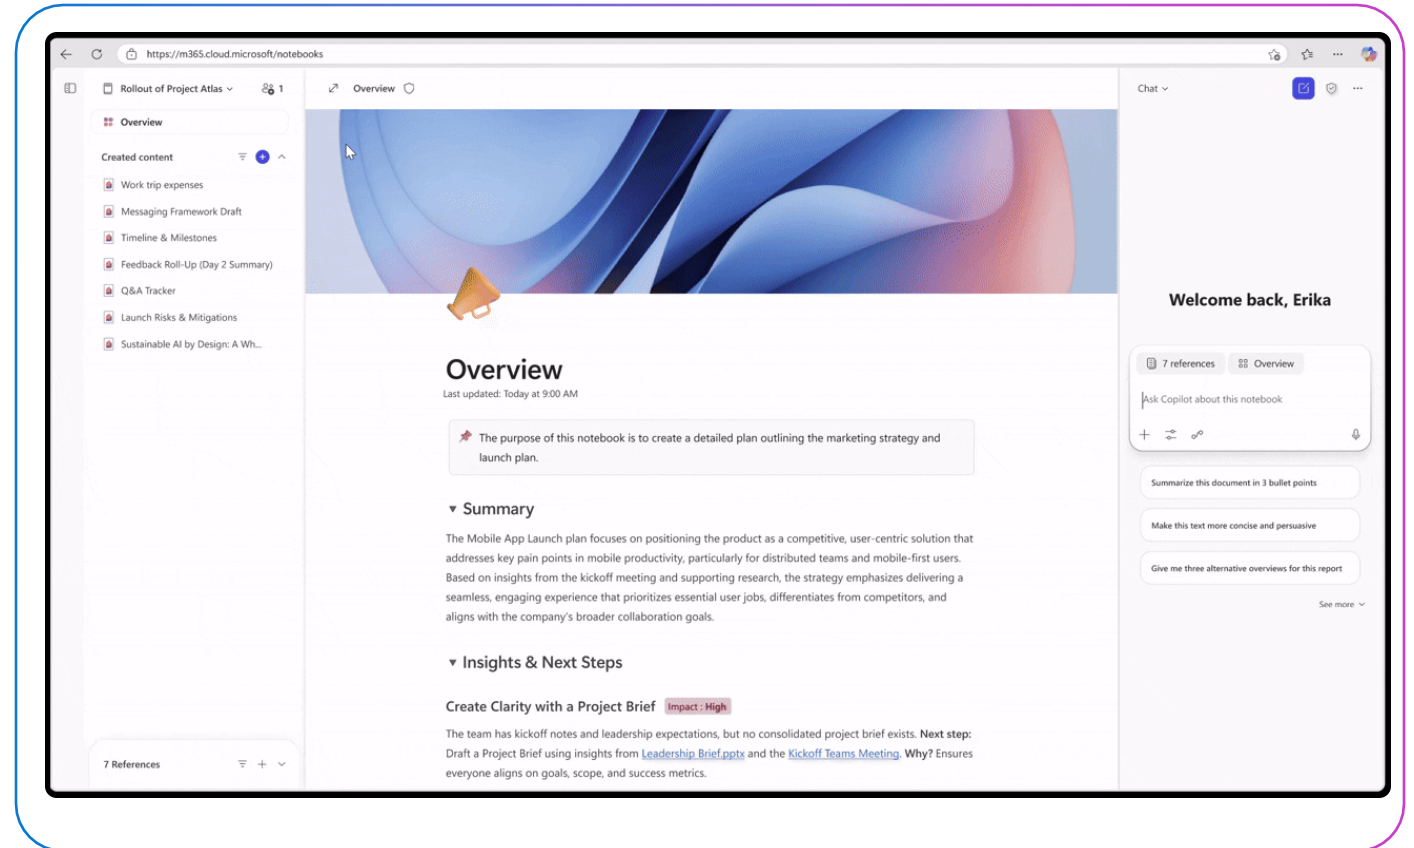 https://m365.cloud.microsoft/notebooks
Rollout of Project Atlas
1
Overview
Created content
Work trip expenses
Messaging Framework Draft
Timeline & Milestones
Feedback Roll-Up (Day 2 Summary)
Q&A Tracker
Launch Risks & Mitigations
Sustainable AI by Design: A Wh...
7 References
Overview
Overview
Last updated: Today at 9:00 AM
The purpose of this notebook is to create a detailed plan outlining the marketing strategy and
launch plan.
Summary
The Mobile App Launch plan focuses on positioning the product as a competitive, user-centric solution that
addresses key pain points in mobile productivity, particularly for distributed teams and mobile-first users.
Based on insights from the kickoff meeting and supporting research, the strategy emphasizes delivering a
seamless, engaging experience that prioritizes essential user jobs, differentiates from competitors, and
aligns with the company's broader collaboration goals.
Insights & Next Steps
Create Clarity with a Project Brief Impact : High
The team has kickoff notes and leadership expectations, but no consolidated project brief exists. Next step:
Draft a Project Brief using insights from Leadership Brief.pptx and the Kickoff Teams Meeting. Why? Ensures
everyone aligns on goals, scope, and success metrics.
Chat
Welcome back, Erika
7 references Overview
Ask Copilot about this notebook
Summarize this document in 3 bullet points
Make this text more concise and persuasive
Give me three alternative overviews for this report
See more